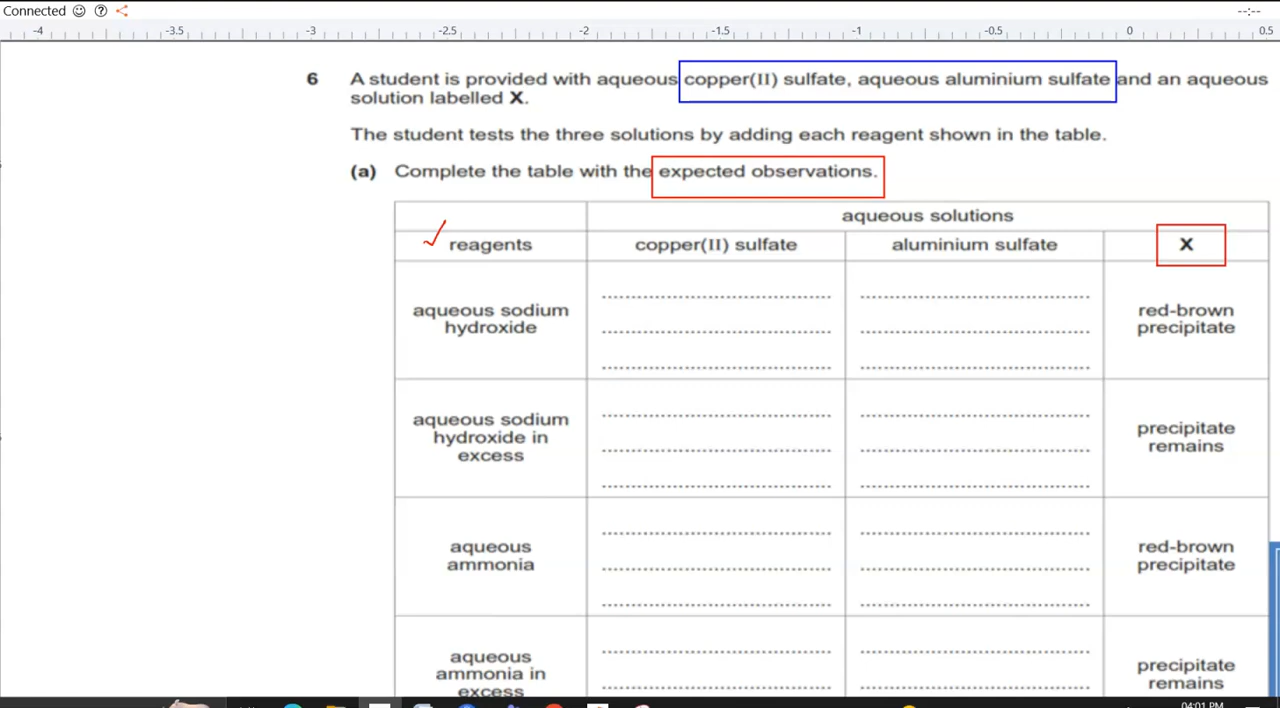 Connected
--:--
-4 -3.5 -3 -2.5 -2 -1.5 -1 -0.5 0 0.5
6 A student is provided with aqueous copper(II) sulfate, aqueous aluminium sulfate and an aqueous
solution labelled X.
The student tests the three solutions by adding each reagent shown in the table.
(a) Complete the table with the expected observations.
aqueous solutions
reagents copper(II) sulfate aluminium sulfate X
aqueous sodium
hydroxide
red-brown
precipitate
aqueous sodium
hydroxide in
excess
precipitate
remains
aqueous
ammonia
red-brown
precipitate
aqueous
ammonia in
excess
precipitate
remains
04:01 PM